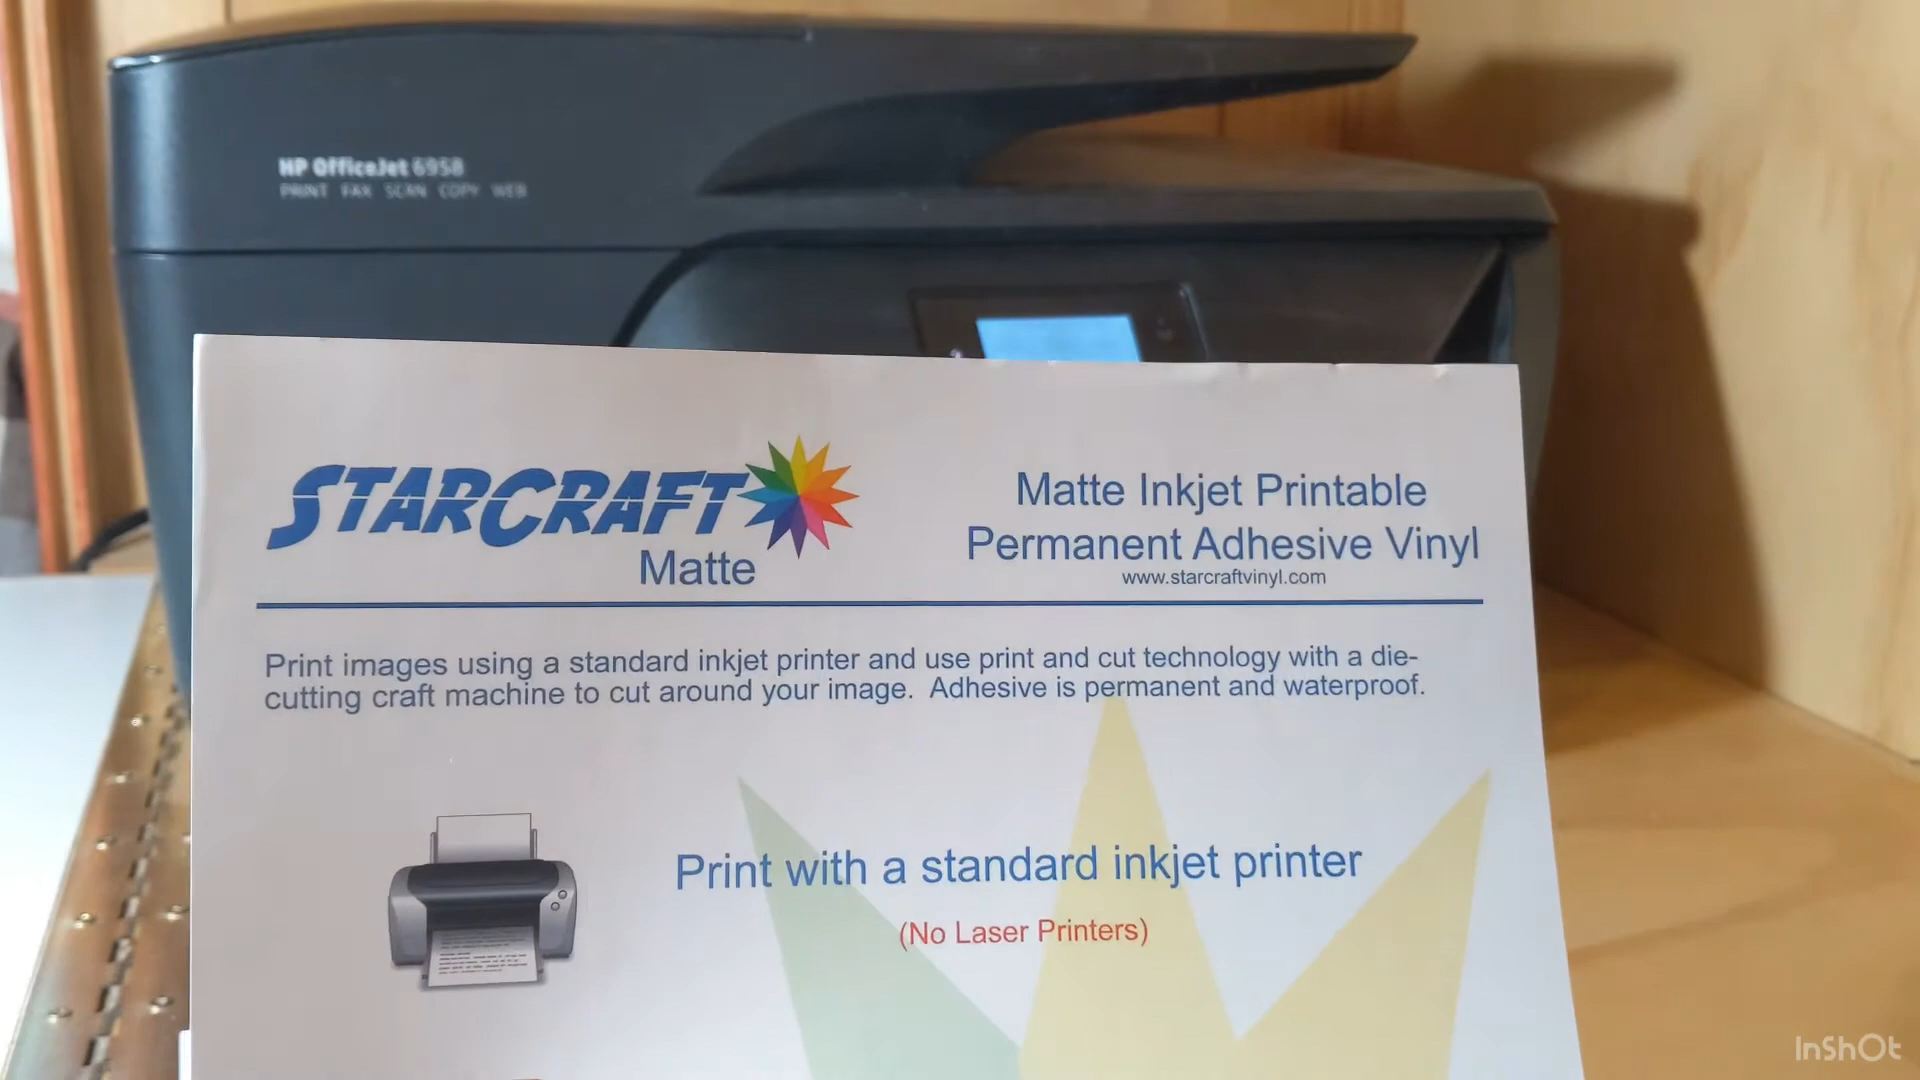 HP OfficeJet 6958
PRINT FAX SCAN COPY WEB
STARCRAFT
Matte
Matte Inkjet Printable
Permanent Adhesive Vinyl
www.starcraftvinyl.com
Print images using a standard inkjet printer and use print and cut technology with a die-
cutting craft machine to cut around your image. Adhesive is permanent and waterproof.
Print with a standard inkjet printer
(No Laser Printers)
InShOt